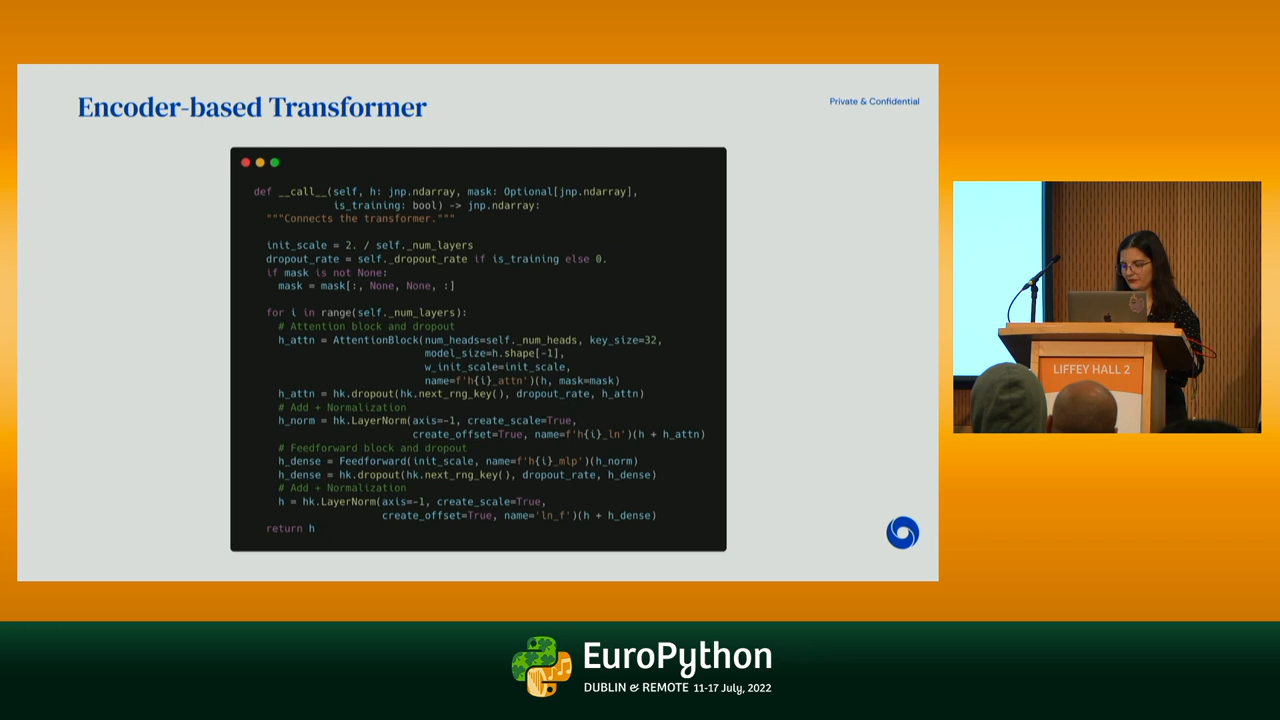 Encoder-based Transformer
Private & Confidential
def __call__(self, h: jnp.ndarray, mask: Optional[jnp.ndarray],
is_training: bool) -> jnp.ndarray:
"""Connects the transformer."""
init_scale = 2. / self._num_layers
dropout_rate = self._dropout_rate if is_training else 0.
if mask is not None:
mask = mask[:, None, None, :]
for i in range(self._num_layers):
# Attention block and dropout
h_attn = AttentionBlock(num_heads=self._num_heads, key_size=32,
model_size=h.shape[-1],
w_init_scale=init_scale,
name=f'h{i}_attn')(h, mask=mask)
h_attn = hk.dropout(hk.next_rng_key(), dropout_rate, h_attn)
# Add + Normalization
h_norm = hk.LayerNorm(axis=-1, create_scale=True,
create_offset=True, name=f'h{i}_ln')(h + h_attn)
# Feedforward block and dropout
h_dense = Feedforward(init_scale, name=f'h{i}_mlp')(h_norm)
h_dense = hk.dropout(hk.next_rng_key(), dropout_rate, h_dense)
# Add + Normalization
h = hk.LayerNorm(axis=-1, create_scale=True,
create_offset=True, name='ln_f')(h + h_dense)
return h
LIFFEY HALL 2
EuroPython
DUBLIN & REMOTE 11-17 July, 2022